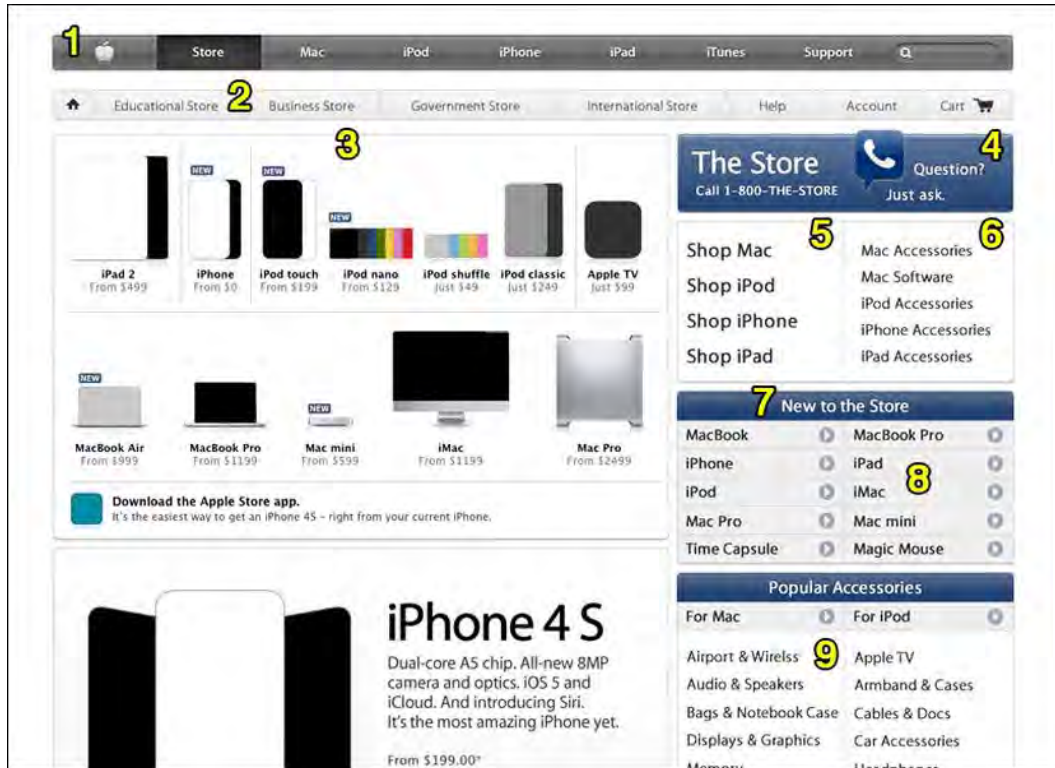 1
Store Mac iPod iPhone iPad iTunes Support
2
Educational Store Business Store Government Store International Store Help Account Cart
3
NEW NEW
NEW
iPad 2 iPhone iPod touch iPod nano iPod shuffle iPod classic Apple TV
From $499 From $0 From $199 From $129 Just $49 Just $249 Just $99
NEW
NEW
MacBook Air MacBook Pro Mac mini iMac Mac Pro
From $999 From $1199 From $599 From $1199 From $2499
Download the Apple Store app.
It's the easiest way to get an iPhone 4S – right from your current iPhone.
iPhone 4 S
Dual-core A5 chip. All-new 8MP
camera and optics. iOS 5 and
iCloud. And introducing Siri.
It's the most amazing iPhone yet.
From $199.00*
4
The Store
Call 1-800-THE-STORE
Question?
Just ask.
5
Shop Mac
Shop iPod
Shop iPhone
Shop iPad
6
Mac Accessories
Mac Software
iPod Accessories
iPhone Accessories
iPad Accessories
7
New to the Store
MacBook MacBook Pro
iPhone iPad
8
iPod iMac
Mac Pro Mac mini
Time Capsule Magic Mouse
Popular Accessories
For Mac For iPod
9
Airport & Wirelss Apple TV
Audio & Speakers Armband & Cases
Bags & Notebook Case Cables & Docs
Displays & Graphics Car Accessories
Memory Headphones